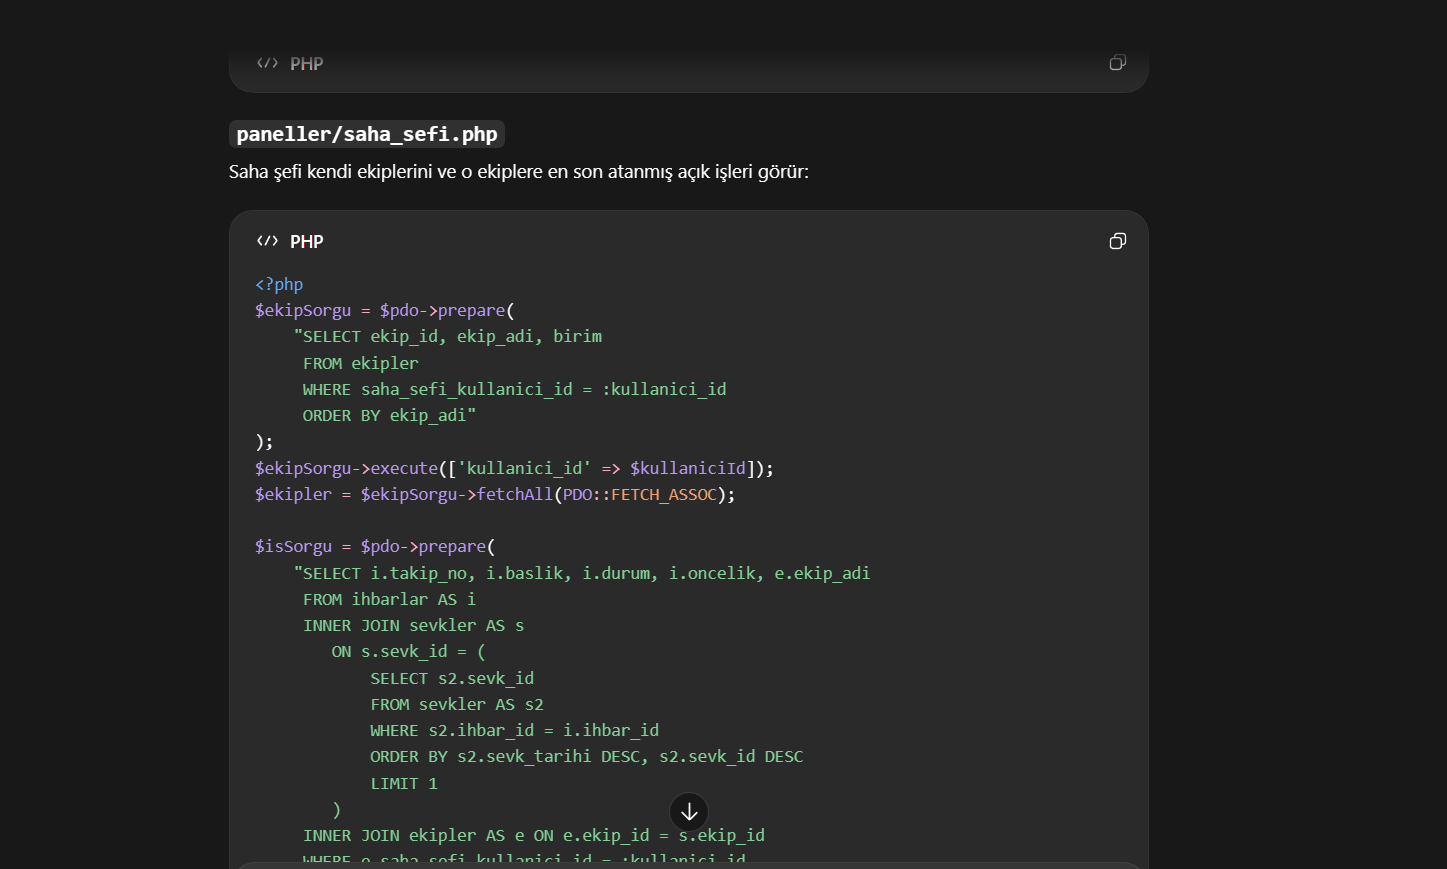 </> PHP
paneller/saha_sefi.php
Saha şefi kendi ekiplerini ve o ekiplere en son atanmış açık işleri görür:
</> PHP
<?php
$ekipSorgu = $pdo->prepare(
    "SELECT ekip_id, ekip_adi, birim
     FROM ekipler
     WHERE saha_sefi_kullanici_id = :kullanici_id
     ORDER BY ekip_adi"
);
$ekipSorgu->execute(['kullanici_id' => $kullaniciId]);
$ekipler = $ekipSorgu->fetchAll(PDO::FETCH_ASSOC);

$isSorgu = $pdo->prepare(
    "SELECT i.takip_no, i.baslik, i.durum, i.oncelik, e.ekip_adi
     FROM ihbarlar AS i
     INNER JOIN sevkler AS s
        ON s.sevk_id = (
            SELECT s2.sevk_id
            FROM sevkler AS s2
            WHERE s2.ihbar_id = i.ihbar_id
            ORDER BY s2.sevk_tarihi DESC, s2.sevk_id DESC
            LIMIT 1
        )
     INNER JOIN ekipler AS e ON e.ekip_id = s.ekip_id
     WHERE e.saha_sefi_kullanici_id = :kullanici_id